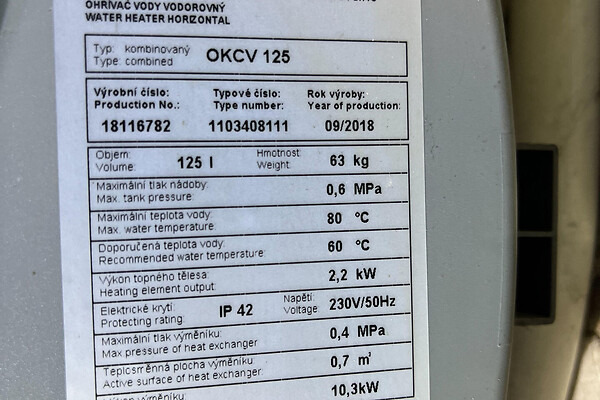 OHŘÍVAČ VODY VODOROVNÝ
WATER HEATER HORIZONTAL
Typ: kombinovaný
Type: combined
OKCV 125
Výrobní číslo: Typové číslo: Rok výroby:
Production No.: Type number: Year of production:
18116782 1103408111 09/2018
Objem:
Volume:
125 l
Hmotnost
Weight:
63 kg
Maximální tlak nádoby:
Max. tank pressure:
0,6 MPa
Maximální teplota vody:
Max. water temperature:
80 °C
Doporučená teplota vody:
Recommended water temperature:
60 °C
Výkon topného tělesa:
Heating element output:
2,2 kW
Elektrické krytí:
Protecting rating:
IP 42
Napětí:
Voltage:
230V/50Hz
Maximální tlak výměníku:
Max pressure of heat exchanger
0,4 MPa
Teplosměnná plocha výměníku:
Active surface of heat exchanger:
0,7 m²
Výkon výměníku:
10,3kW